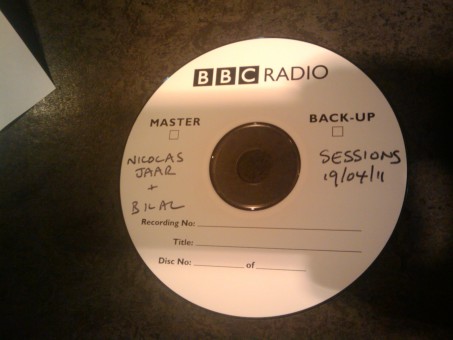 BBC RADIO
MASTER
BACK-UP
NICOLAS
JAAR
+
BILAL
SESSIONS
19/04/11
Recording No:
Title:
Disc No: of